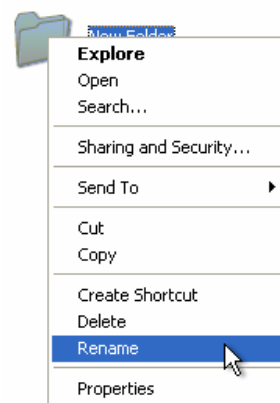 New Folder
Explore
Open
Search...
Sharing and Security...
Send To
Cut
Copy
Create Shortcut
Delete
Rename
Properties